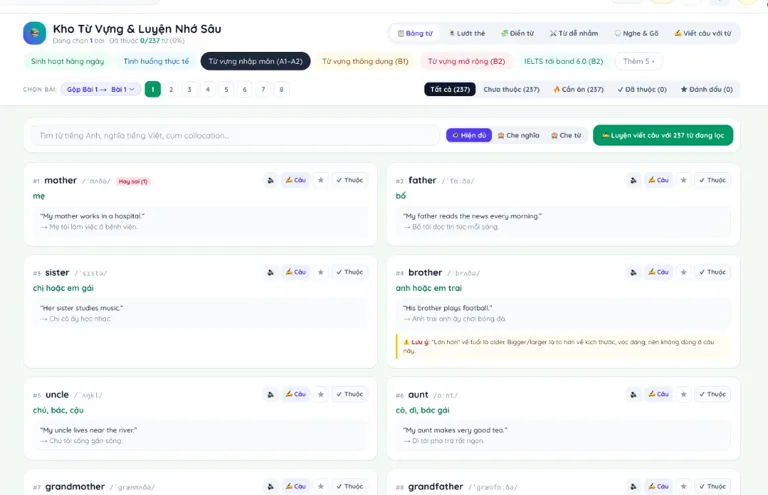 Kho Từ Vựng & Luyện Nhớ Sâu
Đang chọn 1 bài · Đã thuộc 0/237 từ (0%)
Bảng từ
Lướt thẻ
Điền từ
Từ dễ nhầm
Nghe & Gõ
Viết câu với từ
Sinh hoạt hàng ngày
Tình huống thực tế
Từ vựng nhập môn (A1–A2)
Từ vựng thông dụng (B1)
Từ vựng mở rộng (B2)
IELTS tới band 6.0 (B2)
Thêm 5
CHỌN BÀI:
Gộp Bài 1 → Bài 1
1 2 3 4 5 6 7 8
Tất cả (237)
Chưa thuộc (237)
Cần ôn (237)
✓ Đã thuộc (0)
★ Đánh dấu (0)
Tìm từ tiếng Anh, nghĩa tiếng Việt, cụm collocation...
Hiện đủ
Che nghĩa
Che từ
Luyện viết câu với 237 từ đang lọc
#1 mother /ˈmʌðə/ Hay sai (1)
Câu ★ ✓ Thuộc
mẹ
"My mother works in a hospital."
→ Mẹ tôi làm việc ở bệnh viện.
#2 father /ˈfɑːðə/
Câu ★ ✓ Thuộc
bố
"My father reads the news every morning."
→ Bố tôi đọc tin tức mỗi sáng.
#3 sister /ˈsɪstə/
Câu ★ ✓ Thuộc
chị hoặc em gái
"Her sister studies music."
→ Chị cô ấy học nhạc.
#4 brother /ˈbrʌðə/
Câu ★ ✓ Thuộc
anh hoặc em trai
"His brother plays football."
→ Anh trai anh ấy chơi bóng đá.
⚠ Lưu ý: "Lớn hơn" về tuổi là older. Bigger/larger là to hơn về kích thước, vóc dáng, nên không dùng ở câu
này.
#5 uncle /ˈʌŋkl/
Câu ★ ✓ Thuộc
chú, bác, cậu
"My uncle lives near the river."
→ Chú tôi sống gần sông.
#6 aunt /ɑːnt/
Câu ★ ✓ Thuộc
cô, dì, bác gái
"My aunt makes very good tea."
→ Dì tôi pha trà rất ngon.
#7 grandmother /ˈɡrænmʌðə/
Câu ★ ✓ Thuộc
#8 grandfather /ˈɡrænfɑːðə/
Câu ★ ✓ Thuộc